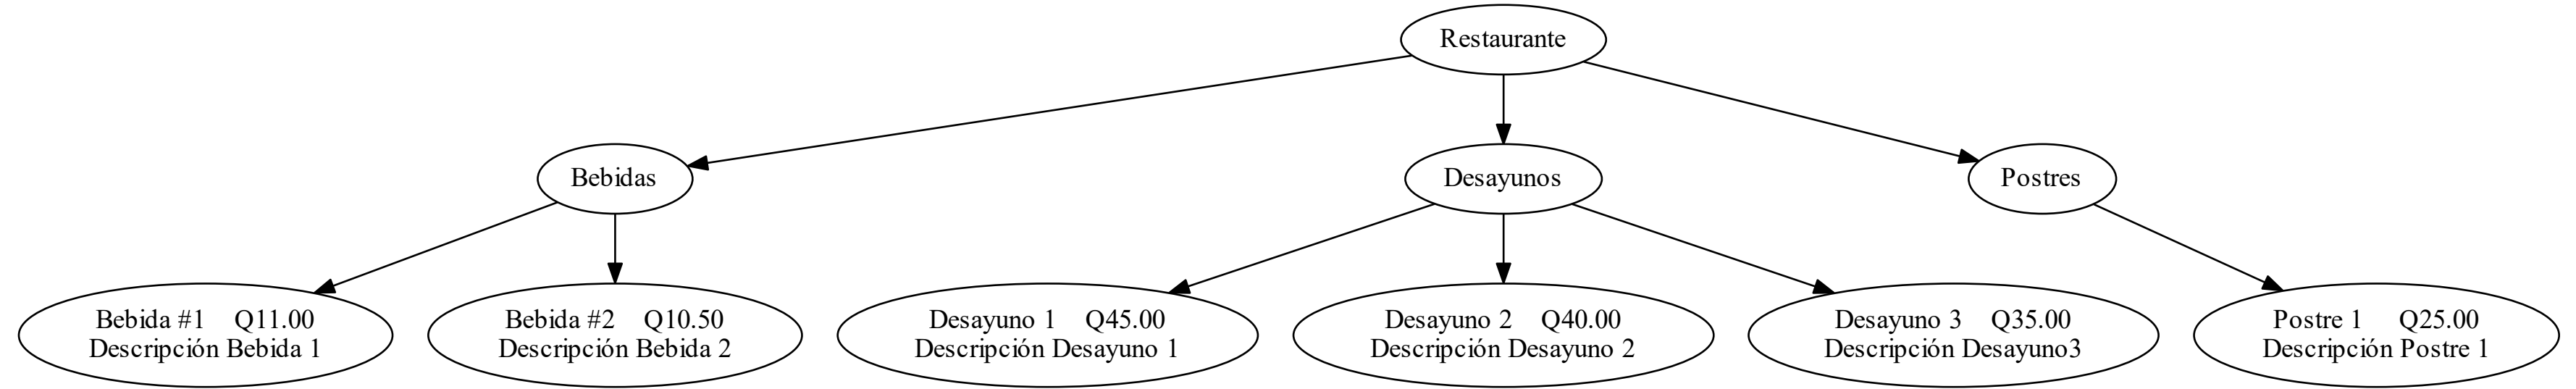 Restaurante
Bebidas
Desayunos
Postres
Bebida #1 Q11.00
Descripción Bebida 1
Bebida #2 Q10.50
Descripción Bebida 2
Desayuno 1 Q45.00
Descripción Desayuno 1
Desayuno 2 Q40.00
Descripción Desayuno 2
Desayuno 3 Q35.00
Descripción Desayuno3
Postre 1 Q25.00
Descripción Postre 1